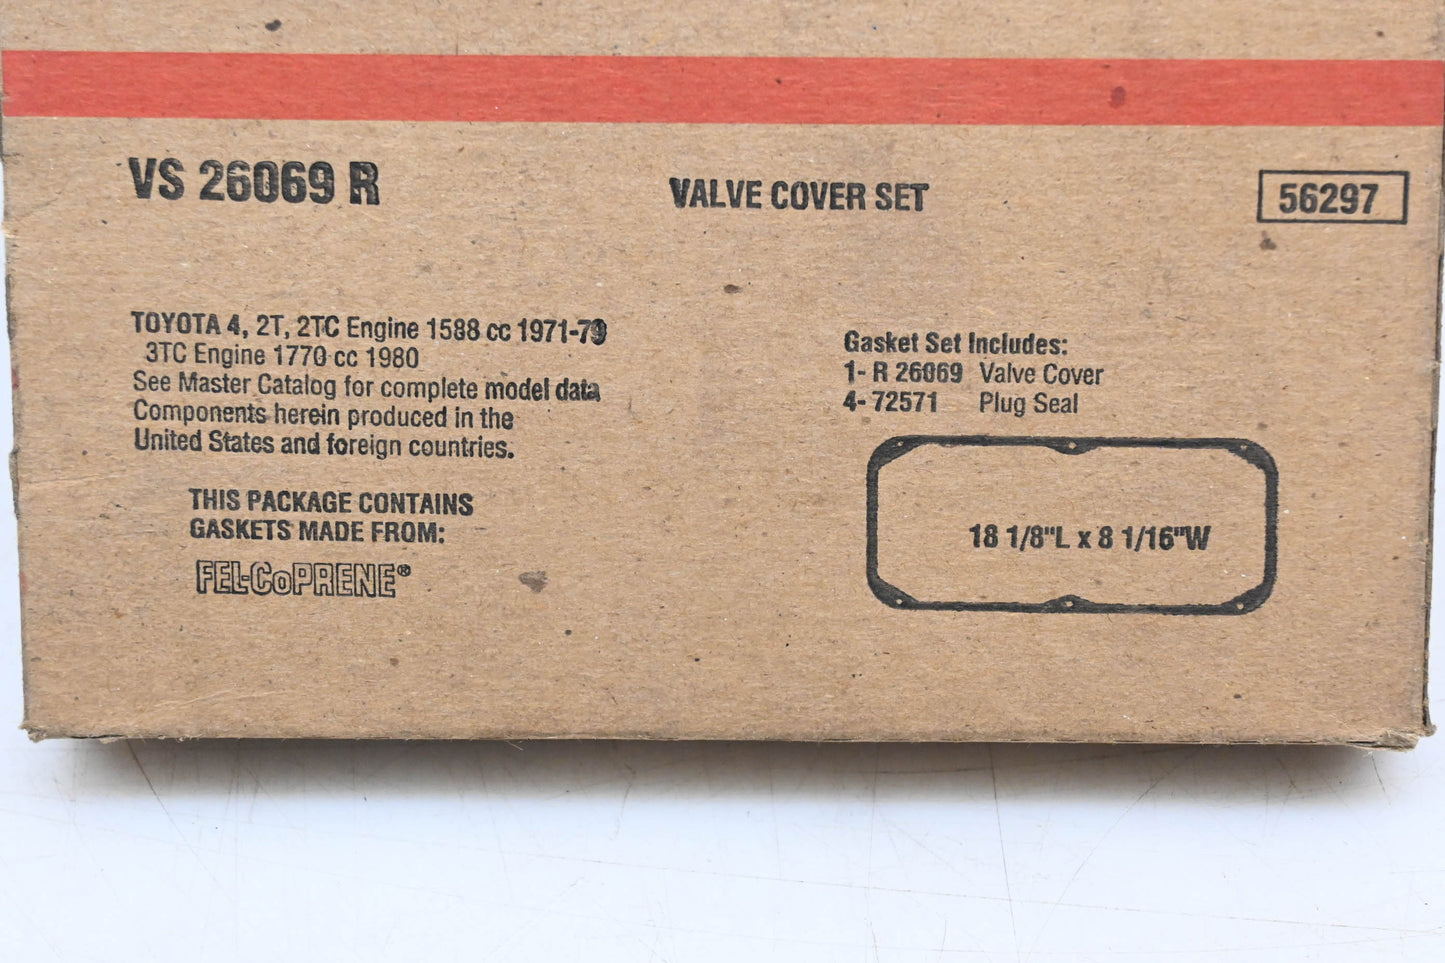 VS 26069 R
VALVE COVER SET
56297
TOYOTA 4, 2T, 2TC Engine 1588 cc 1971-79
3TC Engine 1770 cc 1980
See Master Catalog for complete model data
Components herein produced in the
United States and foreign countries.
THIS PACKAGE CONTAINS
GASKETS MADE FROM:
FEL-CoPRENE®
Gasket Set Includes:
1- R 26069 Valve Cover
4- 72571 Plug Seal
18 1/8"L x 8 1/16"W